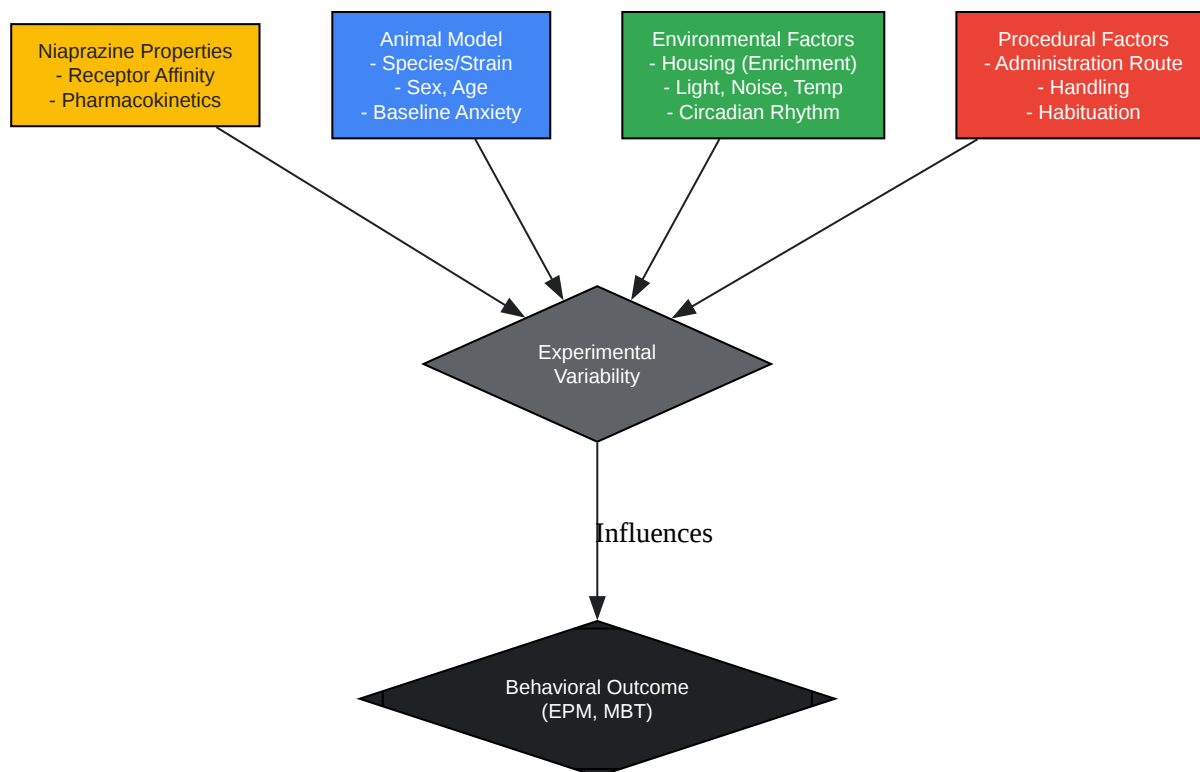 Niaprazine Properties
- Receptor Affinity
- Pharmacokinetics
Animal Model
- Species/Strain
- Sex, Age
- Baseline Anxiety
Environmental Factors
- Housing (Enrichment)
- Light, Noise, Temp
- Circadian Rhythm
Procedural Factors
- Administration Route
- Handling
- Habituation
Experimental
Variability
Influences
Behavioral Outcome
(EPM, MBT)